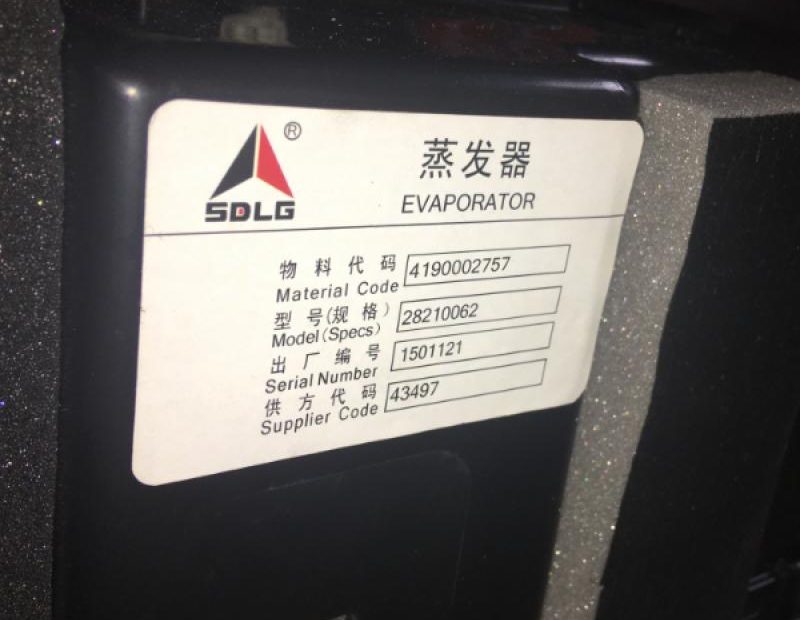 ®
SDLG
蒸发器
EVAPORATOR
物料代码 4190002757
Material Code
型号(规格) 28210062
Model(Specs)
出厂编号 1501121
Serial Number
供方代码 43497
Supplier Code